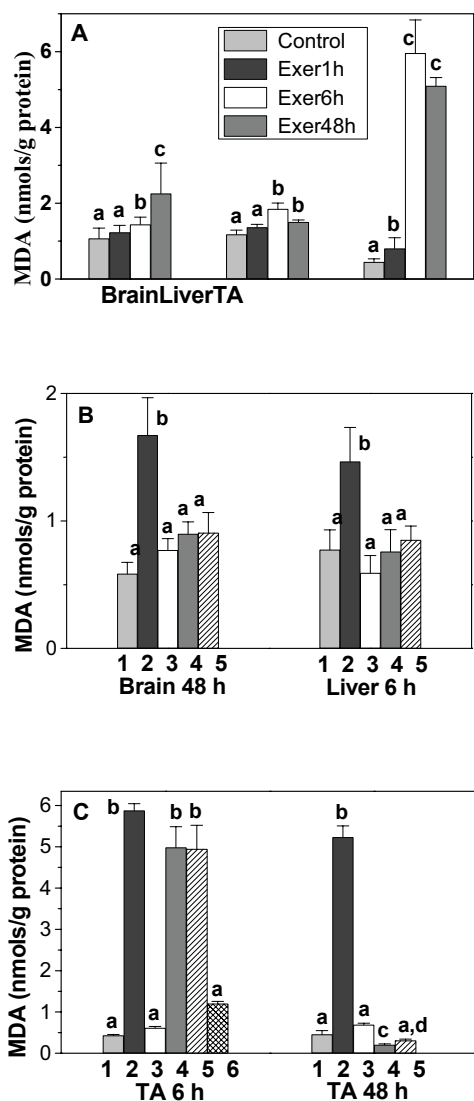 A
Control
Exer1h
Exer6h
Exer48h
MDA (nmols/g protein)
6
4
2
0
a a b c
a a b b
a b c c
BrainLiverTA
B
MDA (nmols/g protein)
2
1
0
a b a a a
a b a a a
1 2 3 4 5
1 2 3 4 5
Brain 48 h
Liver 6 h
C
MDA (nmols/g protein)
6
5
4
3
2
1
0
a b a b b a
a b a c a,d
1 2 3 4 5 6
1 2 3 4 5
TA 6 h
TA 48 h